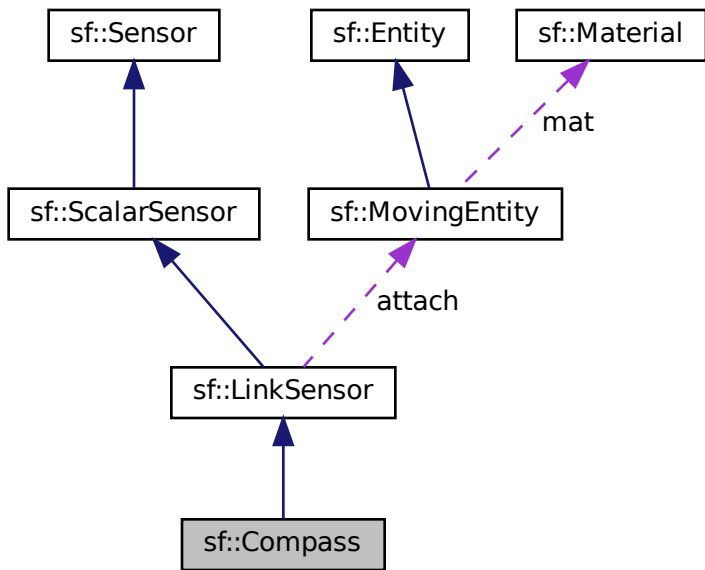 sf::Sensor
sf::Entity
sf::Material
mat
sf::ScalarSensor
sf::MovingEntity
attach
sf::LinkSensor
sf::Compass